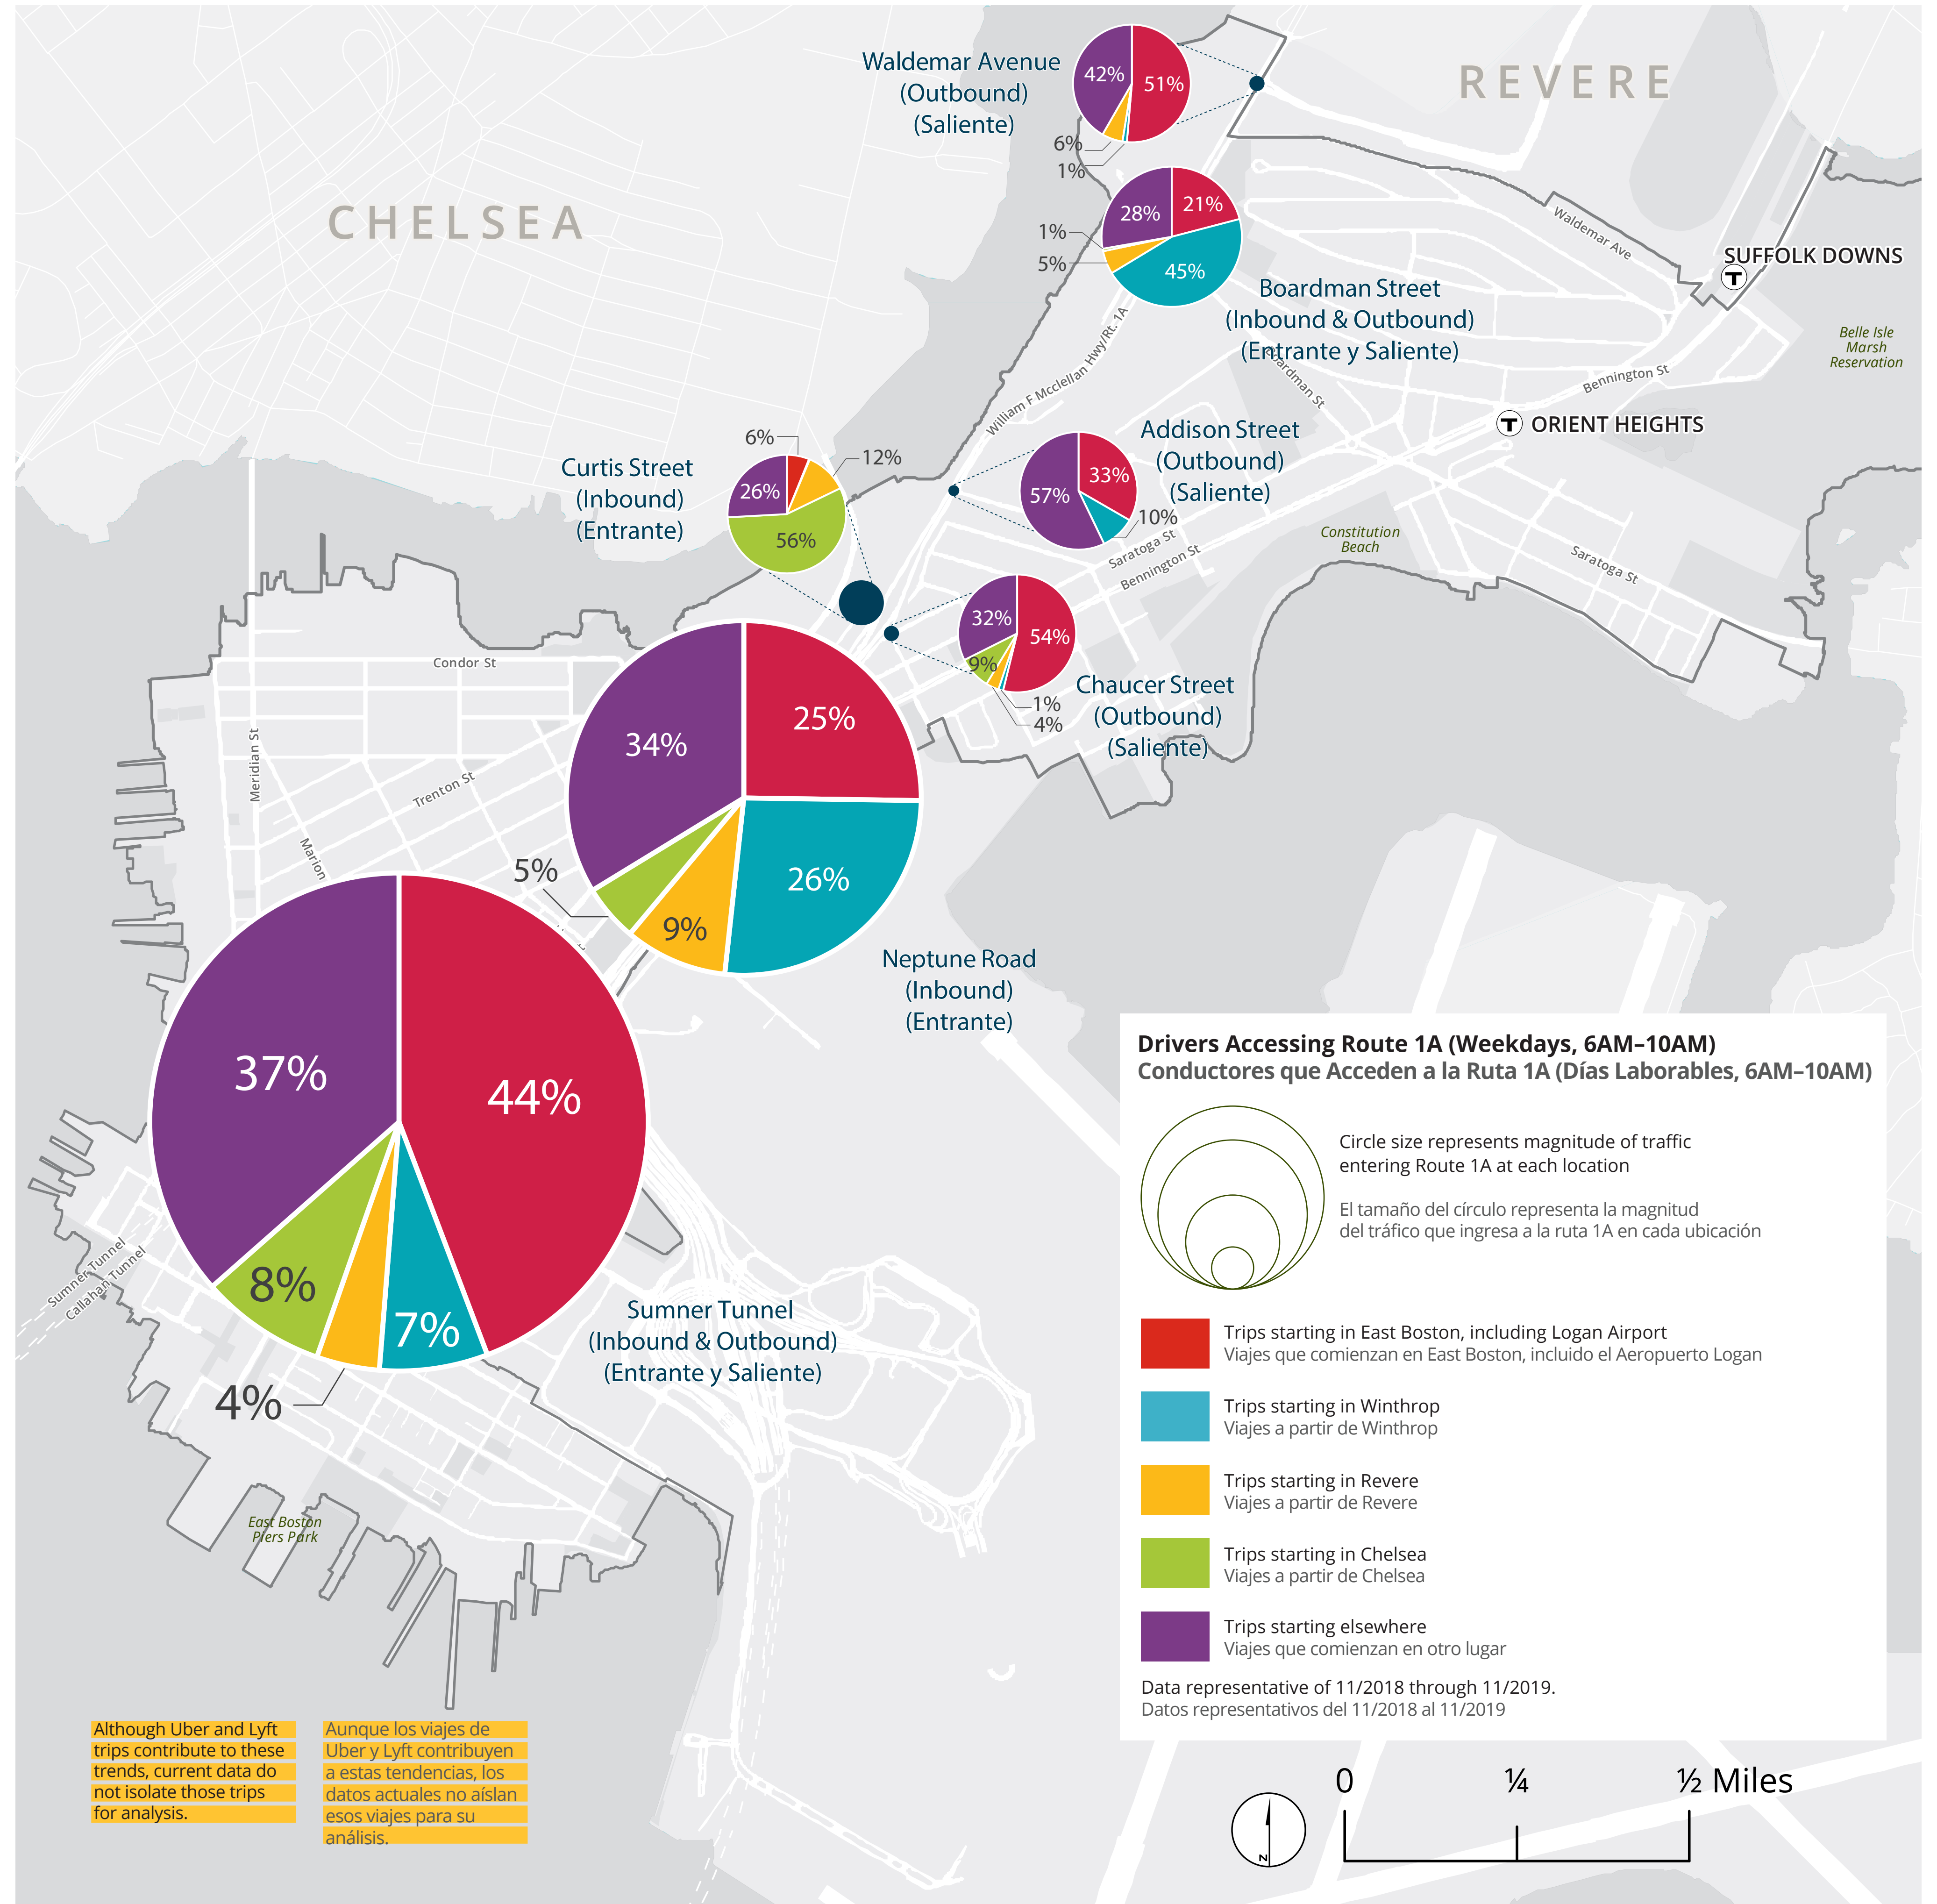 Waldemar Avenue
(Outbound)
(Saliente)
42%
51%
6%
1%
REVERE
CHELSEA
28%
21%
1%
5%
45%
Boardman Street
(Inbound & Outbound)
(Entrante y Saliente)
Waldemar Ave
SUFFOLK DOWNS
T
Belle Isle
Marsh
Reservation
William F Mcclellan Hwy/Rt. 1A
Boardman St
Bennington St
T
ORIENT HEIGHTS
Curtis Street
(Inbound)
(Entrante)
6%
12%
26%
56%
Addison Street
(Outbound)
(Saliente)
33%
57%
10%
Saratoga St
Bennington St
Constitution
Beach
Saratoga St
32%
54%
9%
1%
4%
Chaucer Street
(Outbound)
(Saliente)
Condor St
Meridian St
Trenton St
Marion
34%
25%
5%
9%
26%
Neptune Road
(Inbound)
(Entrante)
37%
44%
8%
7%
4%
Sumner Tunnel
(Inbound & Outbound)
(Entrante y Saliente)
Sumner Tunnel
Callahan Tunnel
East Boston
Piers Park
Drivers Accessing Route 1A (Weekdays, 6AM–10AM)
Conductores que Acceden a la Ruta 1A (Días Laborables, 6AM–10AM)
Circle size represents magnitude of traffic
entering Route 1A at each location
El tamaño del círculo representa la magnitud
del tráfico que ingresa a la ruta 1A en cada ubicación
Trips starting in East Boston, including Logan Airport
Viajes que comienzan en East Boston, incluido el Aeropuerto Logan
Trips starting in Winthrop
Viajes a partir de Winthrop
Trips starting in Revere
Viajes a partir de Revere
Trips starting in Chelsea
Viajes a partir de Chelsea
Trips starting elsewhere
Viajes que comienzan en otro lugar
Data representative of 11/2018 through 11/2019.
Datos representativos del 11/2018 al 11/2019
Although Uber and Lyft
trips contribute to these
trends, current data do
not isolate those trips
for analysis.
Aunque los viajes de
Uber y Lyft contribuyen
a estas tendencias, los
datos actuales no aíslan
esos viajes para su
análisis.
N
0 ¼ ½ Miles